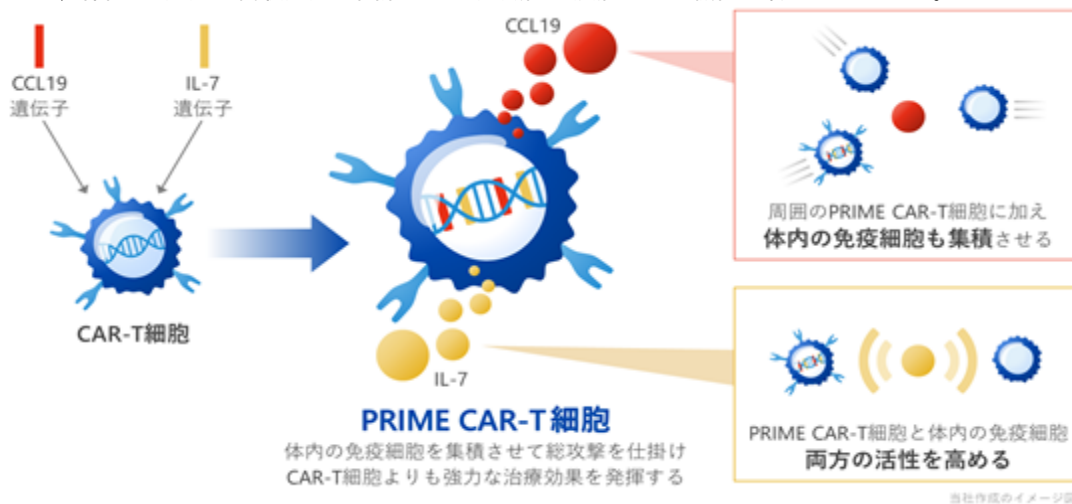 CCL19
遺伝子
IL-7
遺伝子
CAR-T細胞
CCL19
IL-7
PRIME CAR-T細胞
体内の免疫細胞を集積させて総攻撃を仕掛け
CAR-T細胞よりも強力な治療効果を発揮する
周囲のPRIME CAR-T細胞に加え
体内の免疫細胞も集積させる
PRIME CAR-T細胞と体内の免疫細胞
両方の活性を高める
当社作成のイメージ図